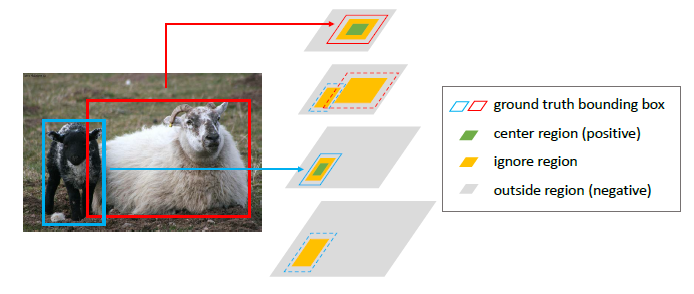 ground truth bounding box
center region (positive)
ignore region
outside region (negative)